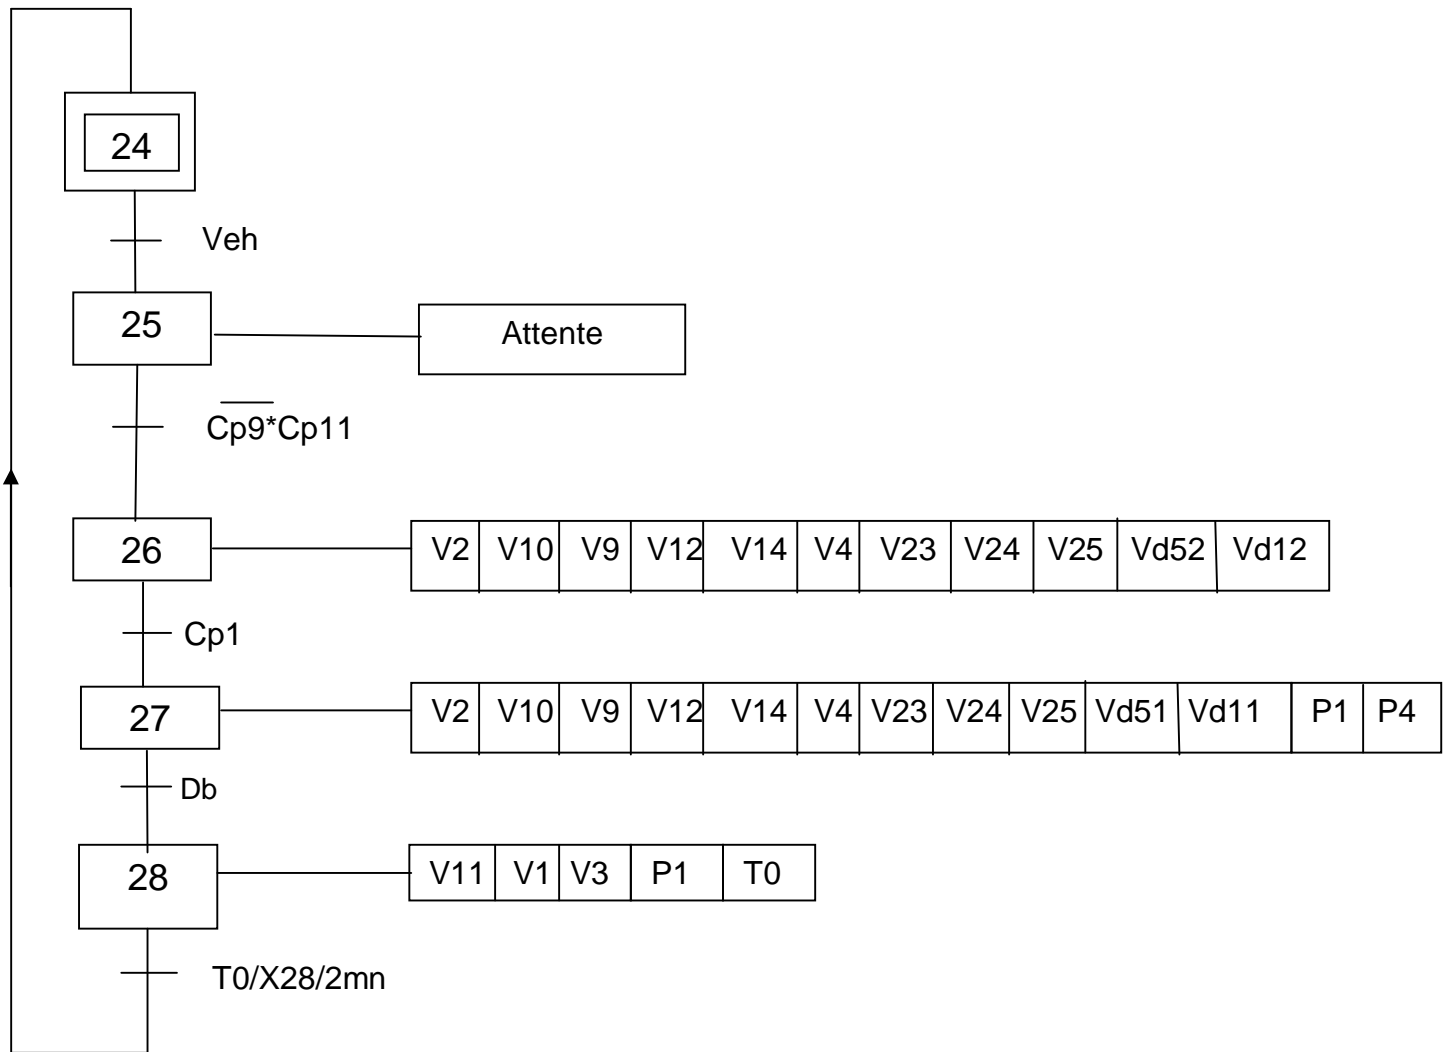 24
Veh
25 Attente
C̅p̅9̅*Cp11
26 V2 V10 V9 V12 V14 V4 V23 V24 V25 Vd52 Vd12
Cp1
27 V2 V10 V9 V12 V14 V4 V23 V24 V25 Vd51 Vd11 P1 P4
Db
28 V11 V1 V3 P1 T0
T0/X28/2mn